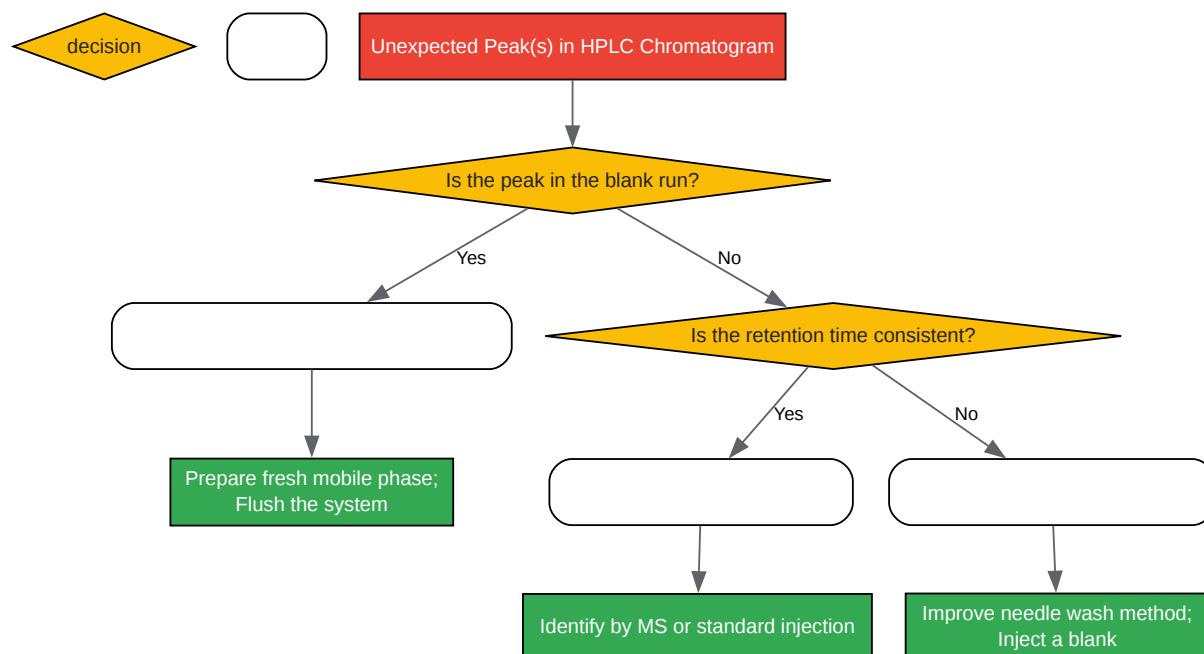 decision
Unexpected Peak(s) in HPLC Chromatogram
Is the peak in the blank run?
Yes
No
Is the retention time consistent?
Yes
No
Prepare fresh mobile phase;
Flush the system
Identify by MS or standard injection
Improve needle wash method;
Inject a blank